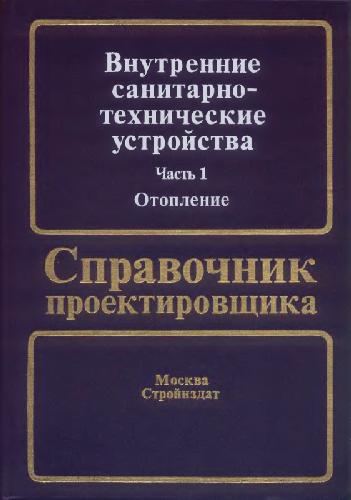 Внутренние
санитарно-
технические
устройства
Часть 1
Отопление
Справочник
проектировщика
Москва
Стройиздат